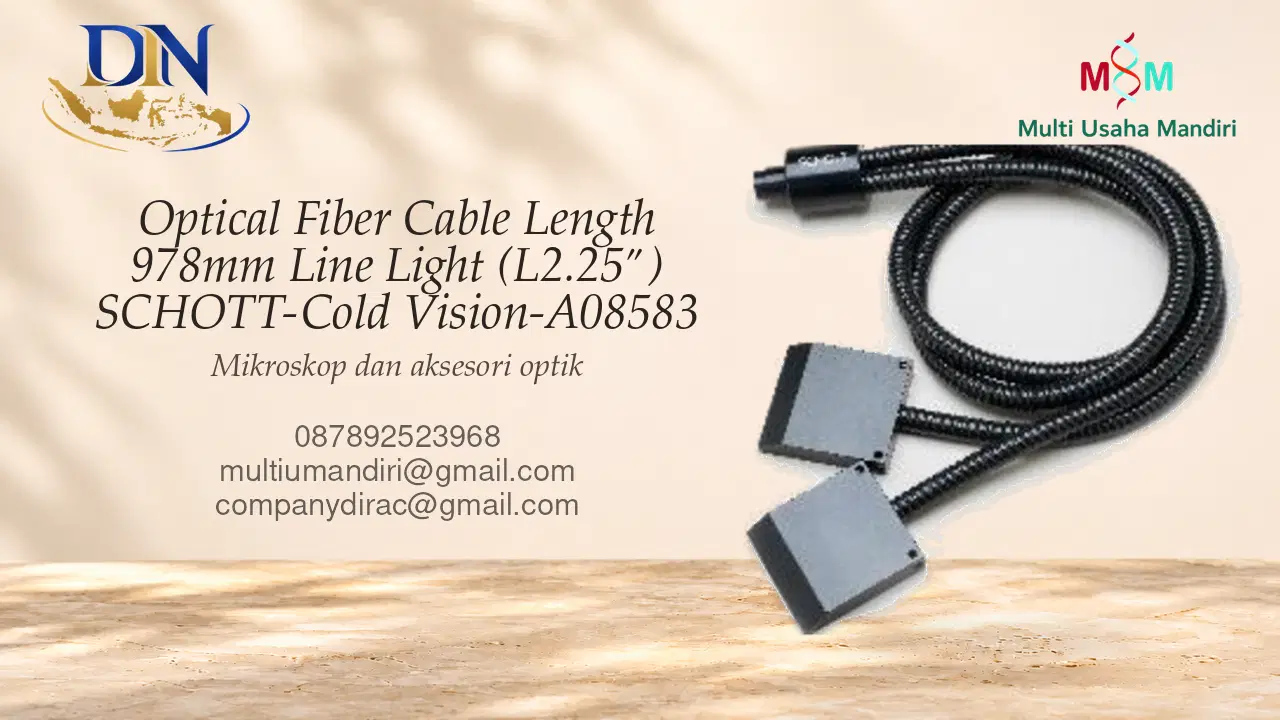 DN
M M
Multi Usaha Mandiri
SCHOTT
Optical Fiber Cable Length
978mm Line Light (L2.25")
SCHOTT-Cold Vision-A08583
Mikroskop dan aksesori optik
087892523968
multiumandiri@gmail.com
companydirac@gmail.com